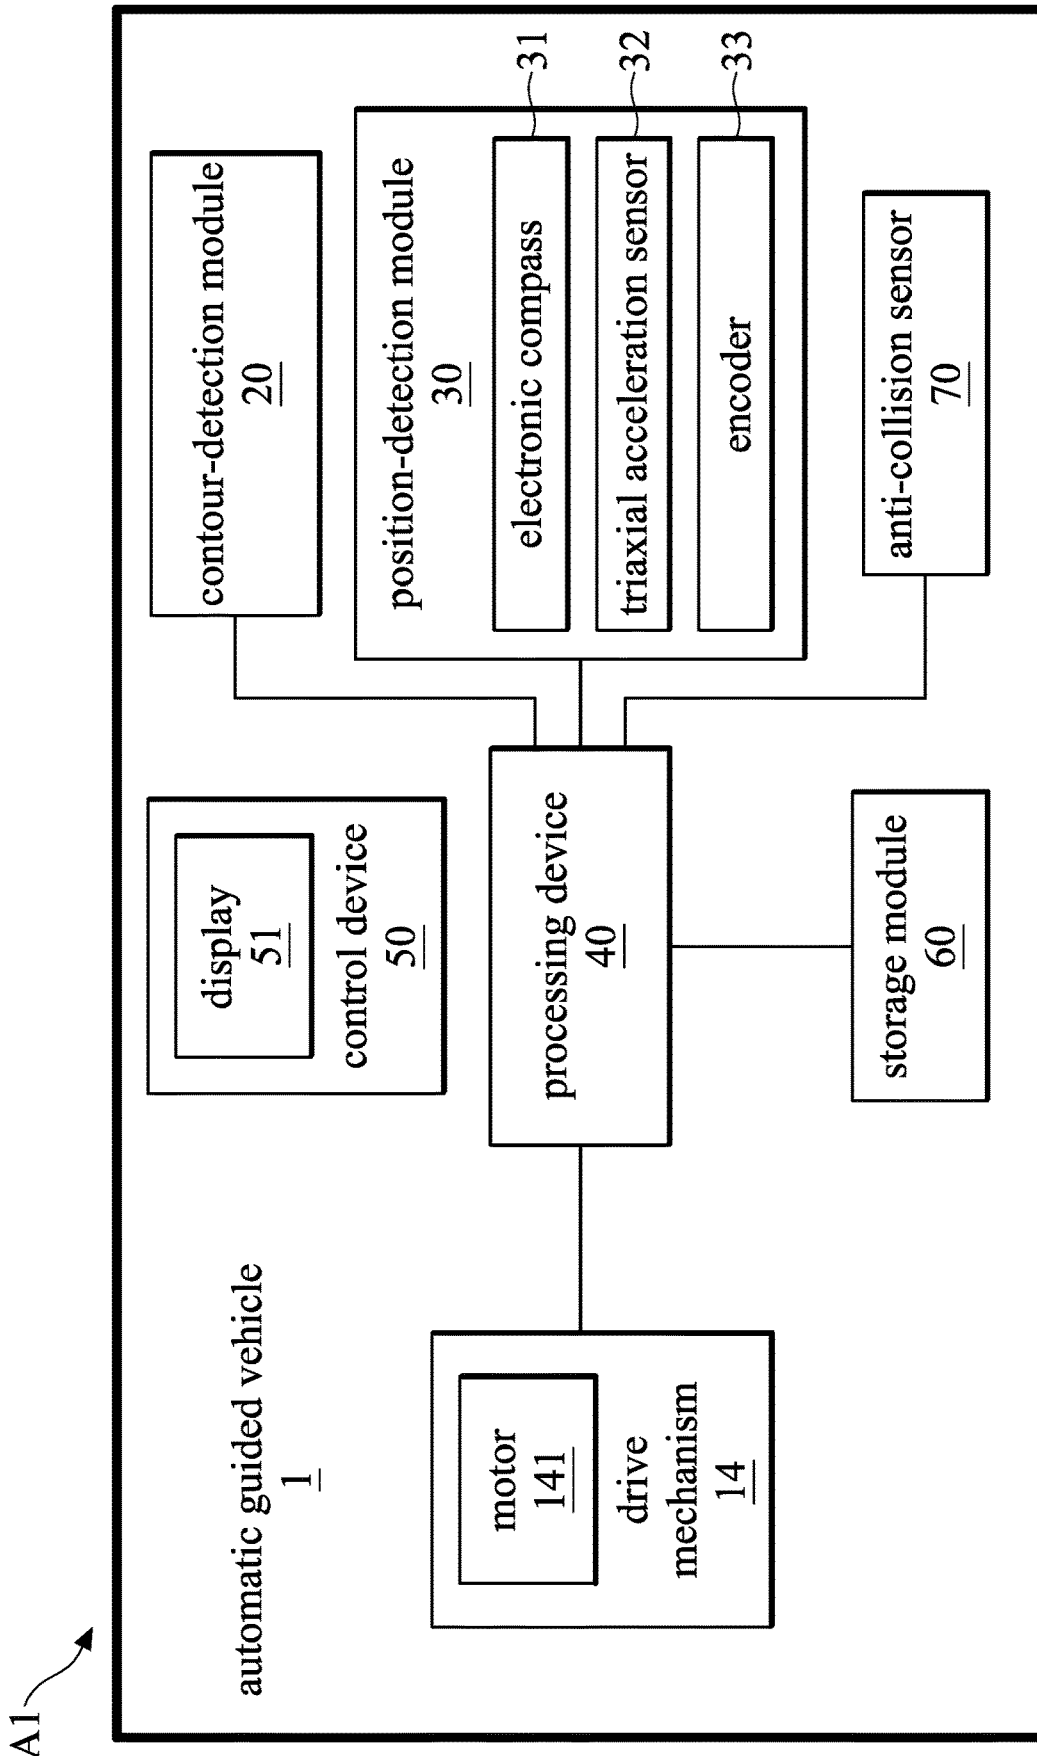 A1
automatic guided vehicle
1
motor
141
drive
mechanism
14
display
51
control device
50
processing device
40
storage module
60
contour-detection module
20
position-detection module
30
electronic compass
31
triaxial acceleration sensor
32
encoder
33
anti-collision sensor
70